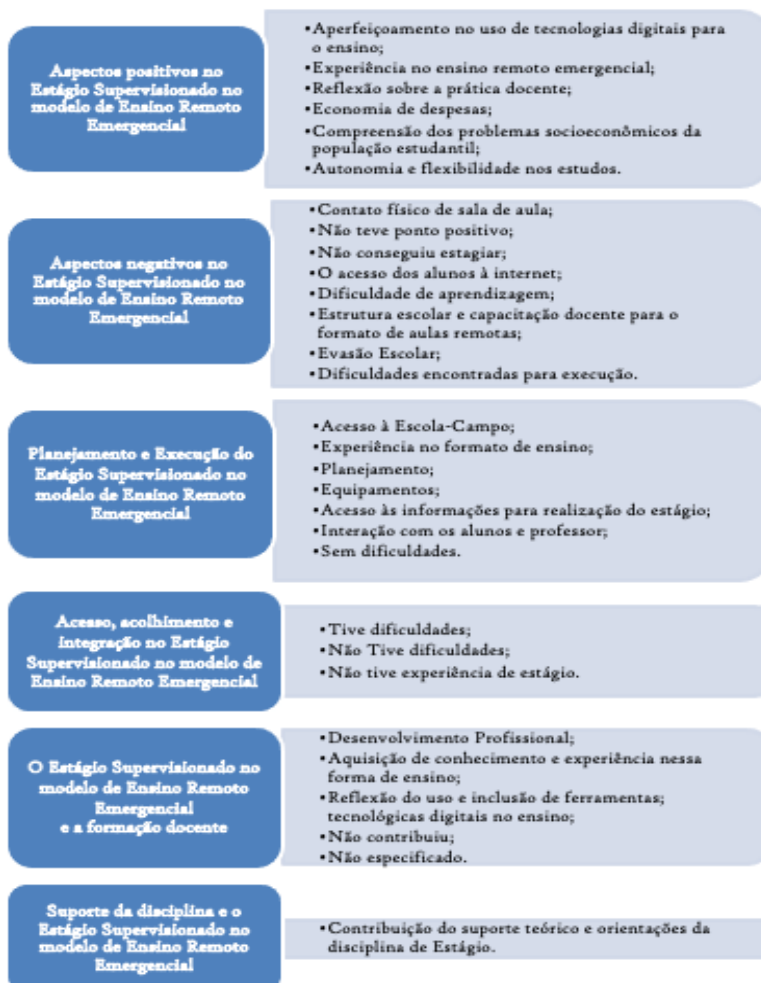 Aspectos positivos no
Estágio Supervisionado no
modelo de Ensino Remoto
Emergencial
•Aperfeiçoamento no uso de tecnologias digitais para
o ensino;
•Experiência no ensino remoto emergencial;
•Reflexão sobre a prática docente;
•Economia de despesas;
•Compreensão dos problemas socioeconômicos da
população estudantil;
•Autonomia e flexibilidade nos estudos.
Aspectos negativos no
Estágio Supervisionado no
modelo de Ensino Remoto
Emergencial
•Contato físico de sala de aula;
•Não teve ponto positivo;
•Não conseguiu estagiar;
•O acesso dos alunos à internet;
•Dificuldade de aprendizagem;
•Estrutura escolar e capacitação docente para o
formato de aulas remotas;
•Evasão Escolar;
•Dificuldades encontradas para execução.
Planejamento e Execução do
Estágio Supervisionado no
modelo de Ensino Remoto
Emergencial
•Acesso à Escola-Campo;
•Experiência no formato de ensino;
•Planejamento;
•Equipamentos;
•Acesso às informações para realização do estágio;
•Interação com os alunos e professor;
•Sem dificuldades.
Acesso, acolhimento e
integração no Estágio
Supervisionado no modelo de
Ensino Remoto Emergencial
•Tive dificuldades;
•Não Tive dificuldades;
•Não tive experiência de estágio.
O Estágio Supervisionado no
modelo de Ensino Remoto
Emergencial
e a formação docente
•Desenvolvimento Profissional;
•Aquisição de conhecimento e experiência nessa
forma de ensino;
•Reflexão do uso e inclusão de ferramentas;
tecnológicas digitais no ensino;
•Não contribuiu;
•Não especificado.
Suporte da disciplina e o
Estágio Supervisionado no
modelo de Ensino Remoto
Emergencial
•Contribuição do suporte teórico e orientações da
disciplina de Estágio.